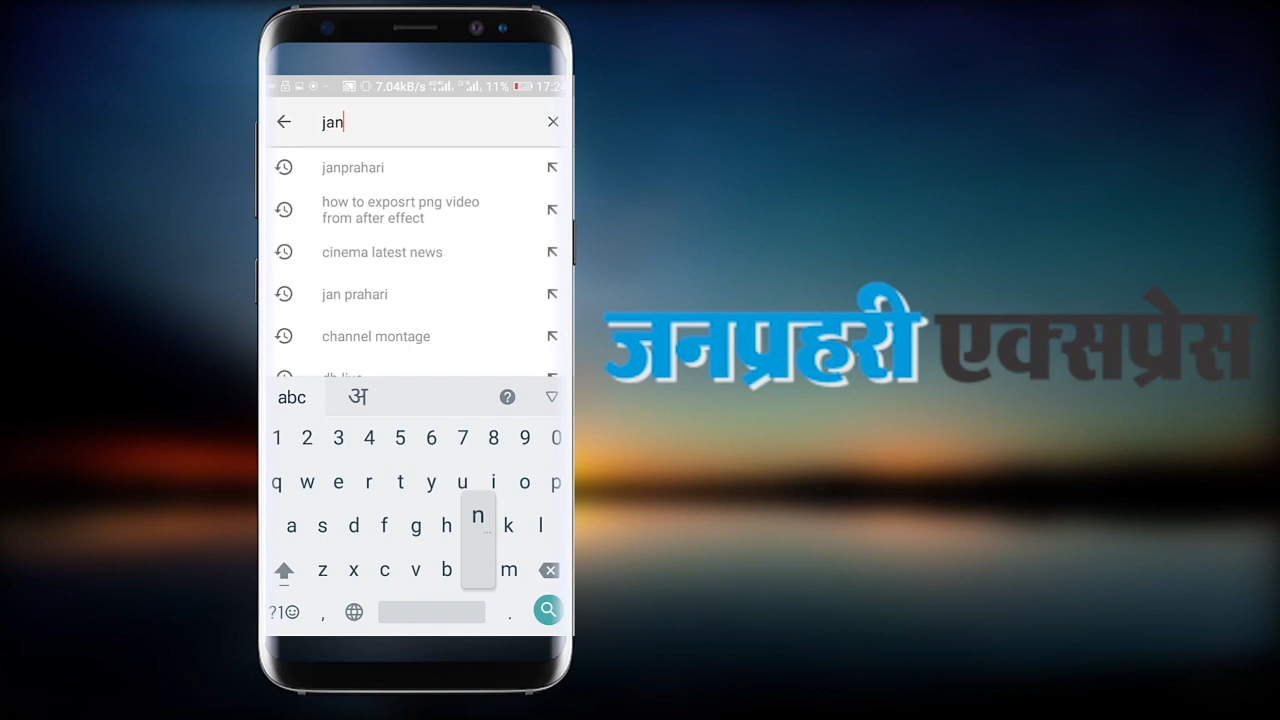 7.04kB/s 11% 17:2
jan
janprahari
how to exposrt png video
from after effect
cinema latest news
jan prahari
channel montage
abc अ
1 2 3 4 5 6 7 8 9 0
q w e r t y u i o p
a s d f g h n k l
z x c v b m
?1 , .
जनप्रहरी एक्सप्रेस